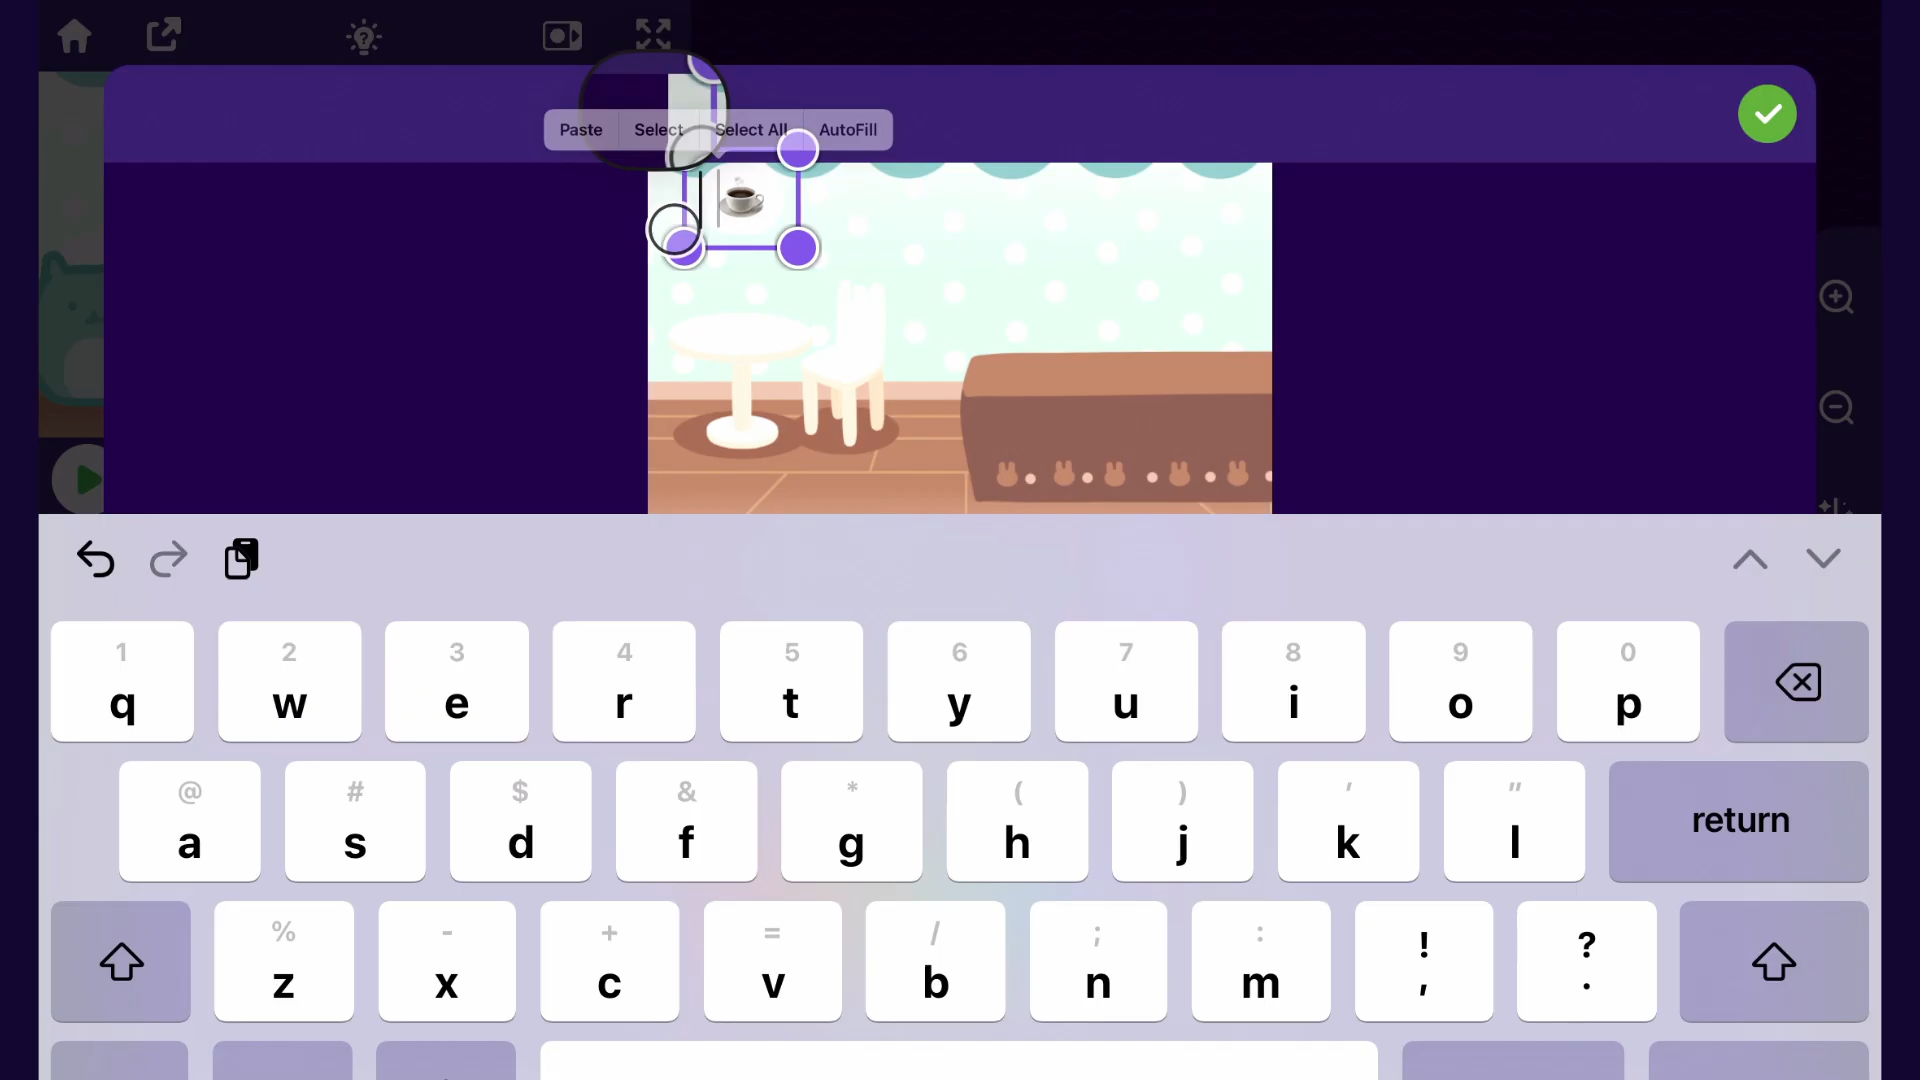 Paste Select Select All AutoFill
1 2 3 4 5 6 7 8 9 0
q w e r t y u i o p
@ # $ & * ( ) ' "
a s d f g h j k l return
% - + = / ; : ! ?
z x c v b n m , .